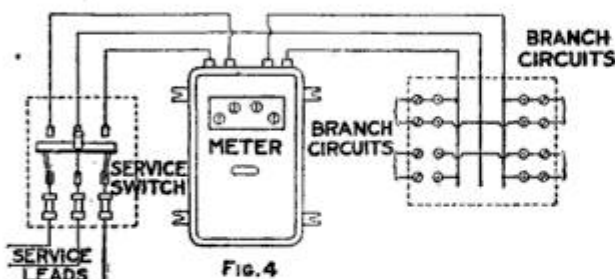 BRANCH
CIRCUITS
METER
BRANCH
CIRCUITS
SERVICE
SWITCH
SERVICE
LEADS
FIG.4